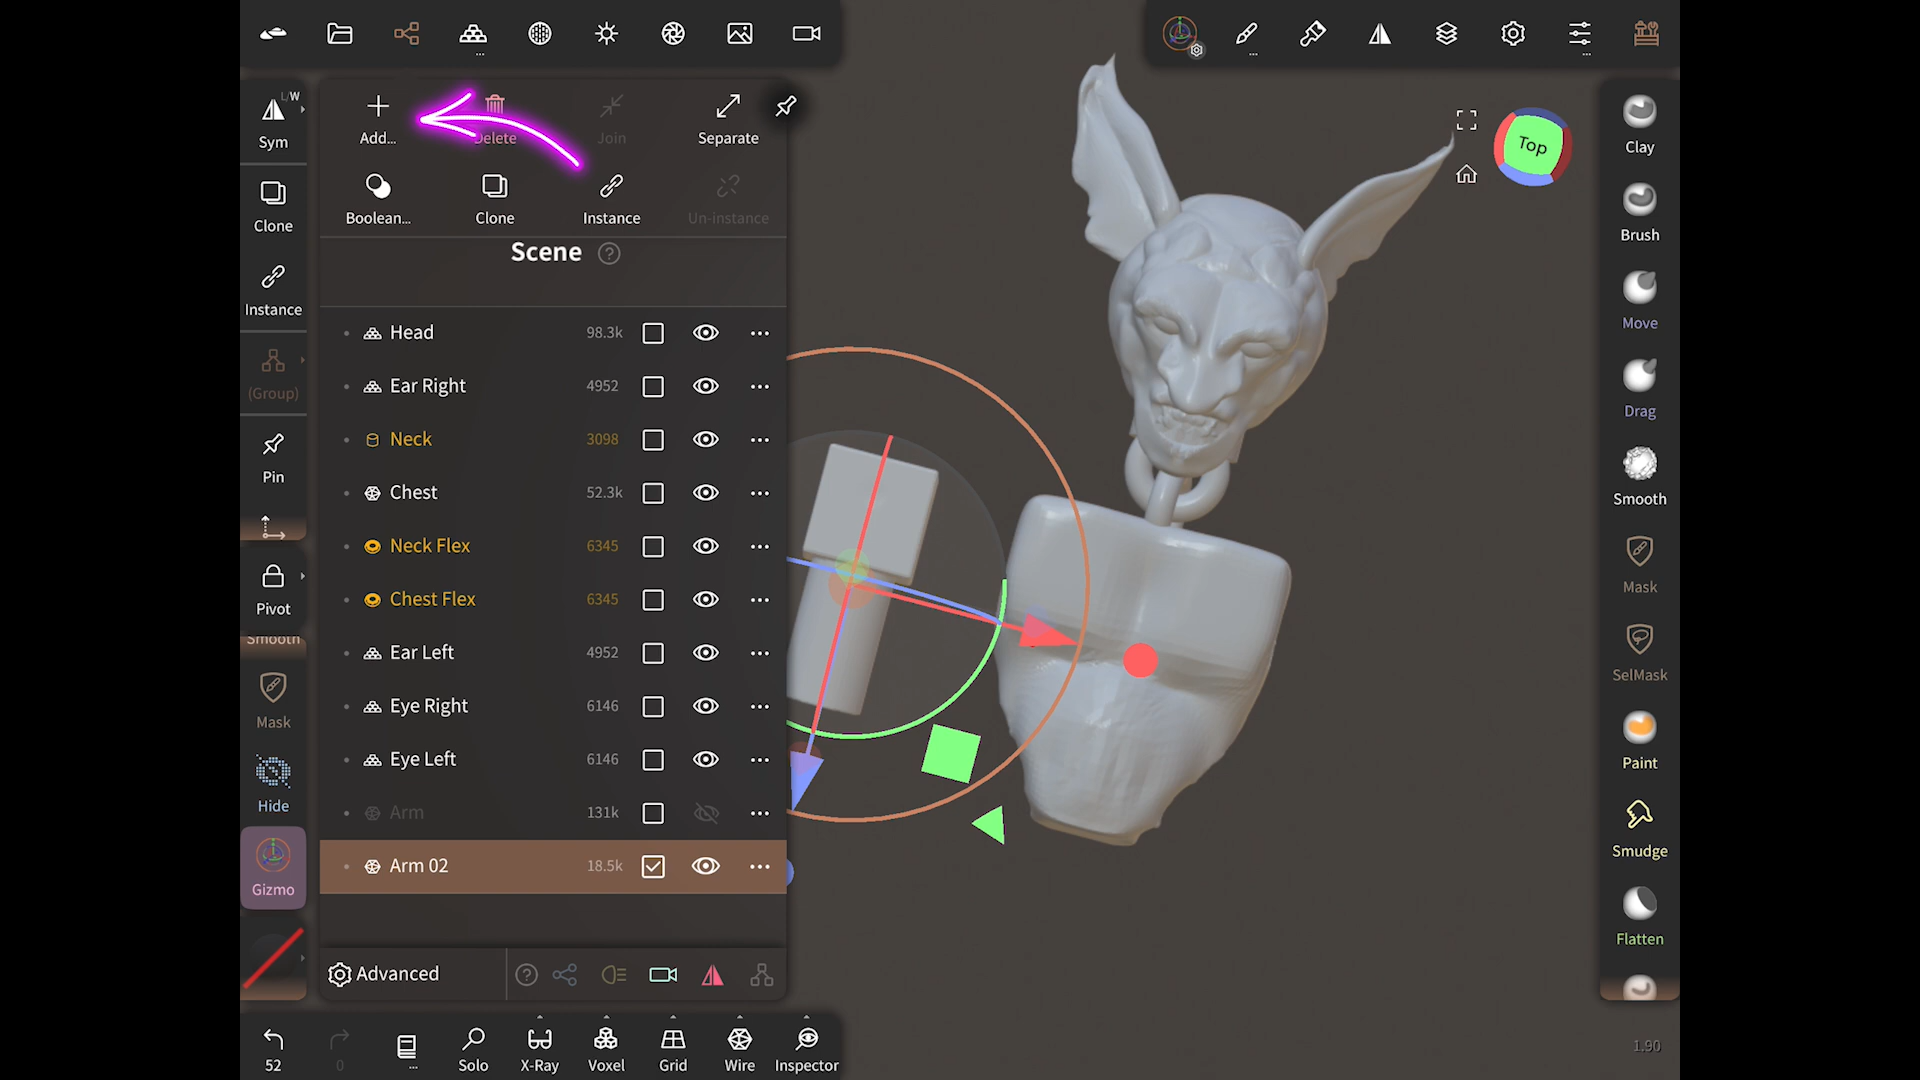 L/W
Sym
Clone
Instance
(Group)
Pin
Pivot
Smooth
Mask
Hide
Gizmo
Add...
Delete
Join
Separate
Boolean...
Clone
Instance
Un-instance
Scene ?
Head 98.3k
Ear Right 4952
Neck 3098
Chest 52.3k
Neck Flex 6345
Chest Flex 6345
Ear Left 4952
Eye Right 6146
Eye Left 6146
Arm 131k
Arm 02 18.5k
Advanced ?
52
0
...
Solo
X-Ray
Voxel
Grid
Wire
Inspector
Top
Clay
Brush
Move
Drag
Smooth
Mask
SelMask
Paint
Smudge
Flatten
1.90